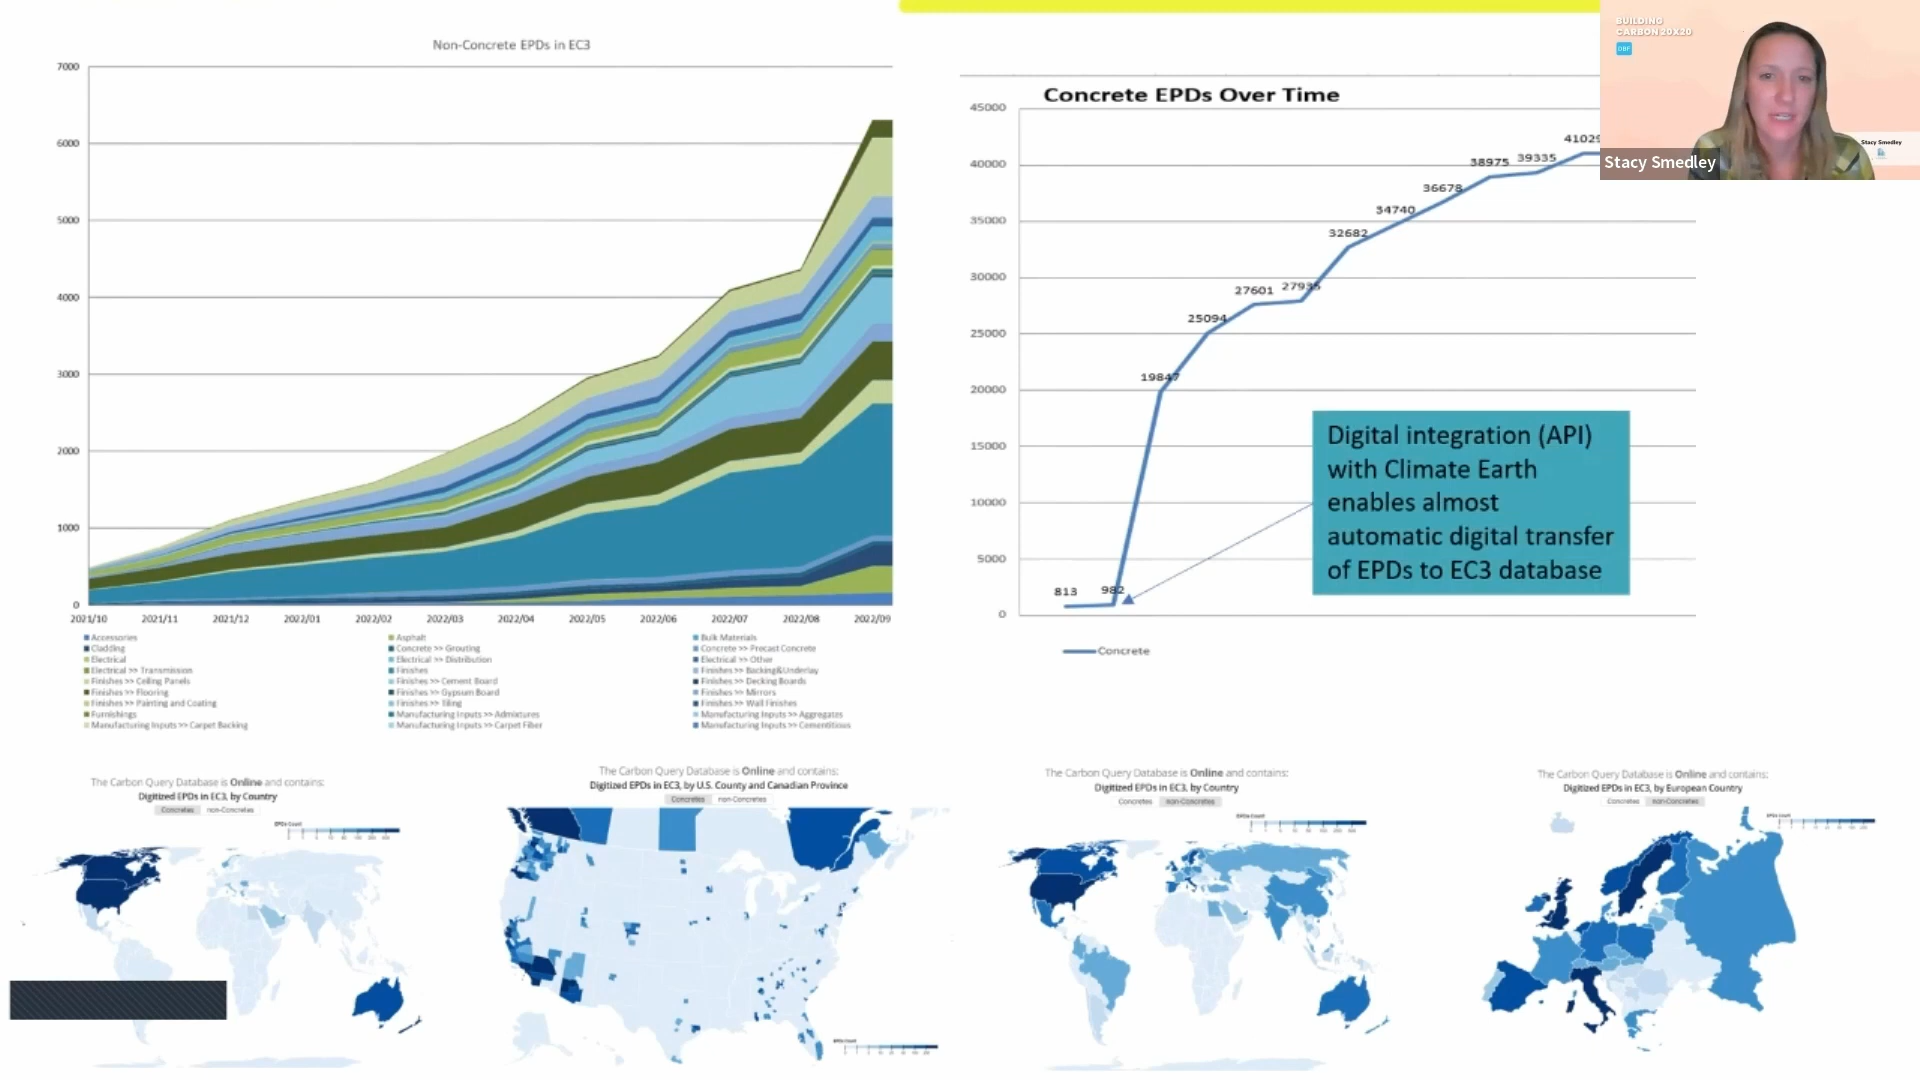 Non-Concrete EPDs in EC3
7000
6000
5000
4000
3000
2000
1000
0
2021/10 2021/11 2021/12 2022/01 2022/02 2022/03 2022/04 2022/05 2022/06 2022/07 2022/08 2022/09
Accessories Asphalt Bulk Materials
Cladding Concrete >> Grouting Concrete >> Precast Concrete
Electrical Electrical >> Distribution Electrical >> Other
Electrical >> Transmission Finishes Finishes >> Backing&Underlay
Finishes >> Ceiling Panels Finishes >> Cement Board Finishes >> Decking Boards
Finishes >> Flooring Finishes >> Gypsum Board Finishes >> Mirrors
Finishes >> Painting and Coating Finishes >> Tiling Finishes >> Wall Finishes
Furnishings Manufacturing Inputs >> Admixtures Manufacturing Inputs >> Aggregates
Manufacturing Inputs >> Carpet Backing Manufacturing Inputs >> Carpet Fiber Manufacturing Inputs >> Cementitious
Concrete EPDs Over Time
45000
40000
35000
30000
25000
20000
15000
10000
5000
0
813
982
19847
25094
27601
27935
32682
34740
36678
38975
39335
41029
Digital integration (API)
with Climate Earth
enables almost
automatic digital transfer
of EPDs to EC3 database
Concrete
BUILDING
CARBON 20X20
DBF
Stacy Smedley
Stacy Smedley
The Carbon Query Database is Online and contains:
Digitized EPDs in EC3, by Country
Concretes non-Concretes
EPDs Count
The Carbon Query Database is Online and contains:
Digitized EPDs in EC3, by U.S. County and Canadian Province
Concretes non-Concretes
EPDs Count
The Carbon Query Database is Online and contains:
Digitized EPDs in EC3, by Country
Concretes non-Concretes
EPDs Count
The Carbon Query Database is Online and contains:
Digitized EPDs in EC3, by European Country
Concretes non-Concretes
EPDs Count